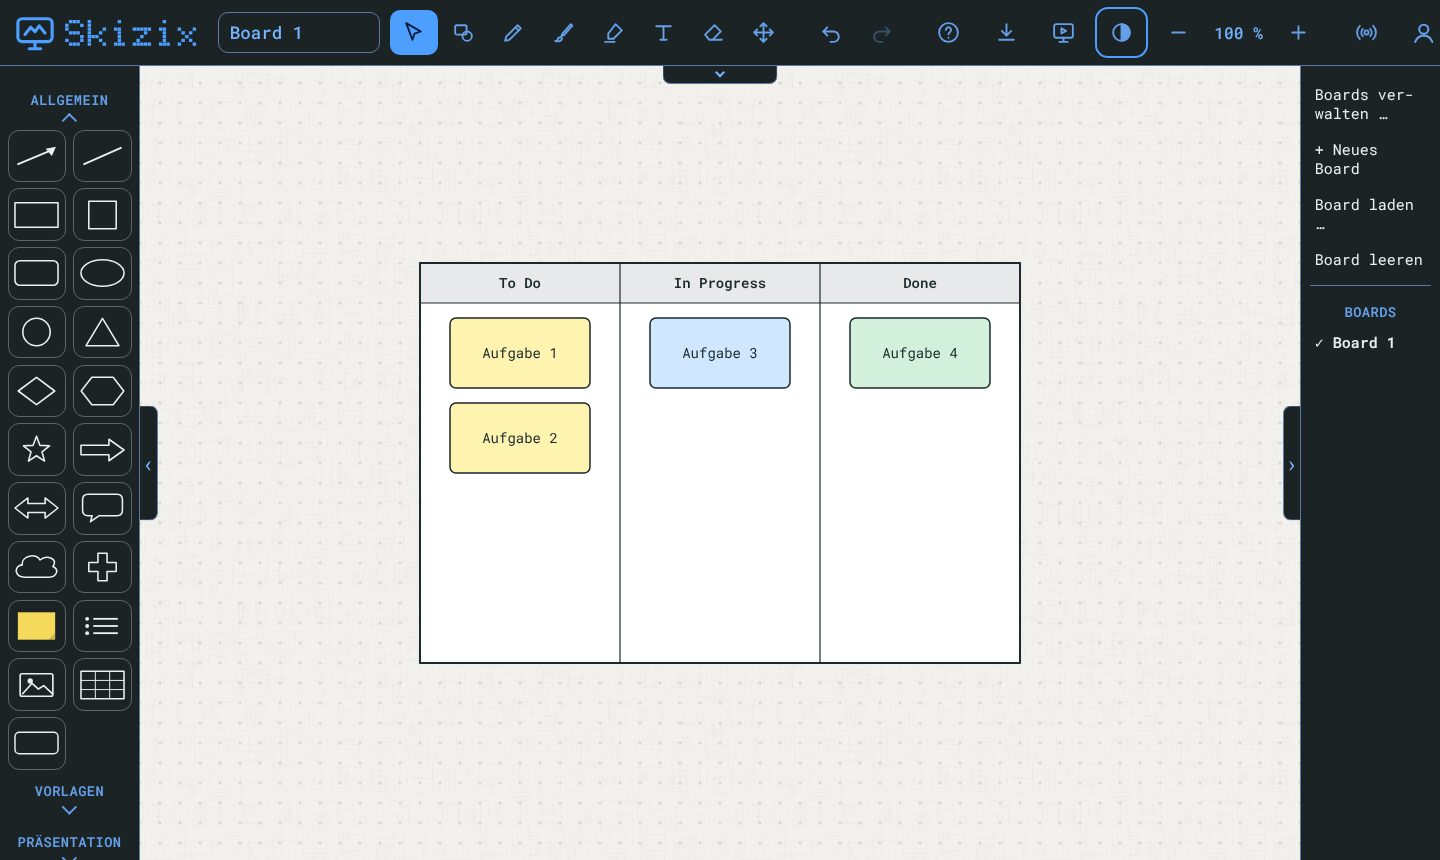 Skizix
Board 1
100 %
ALLGEMEIN
VORLAGEN
PRÄSENTATION
To Do
In Progress
Done
Aufgabe 1
Aufgabe 3
Aufgabe 4
Aufgabe 2
Boards ver-
walten …
+ Neues
Board
Board laden
…
Board leeren
BOARDS
✓ Board 1